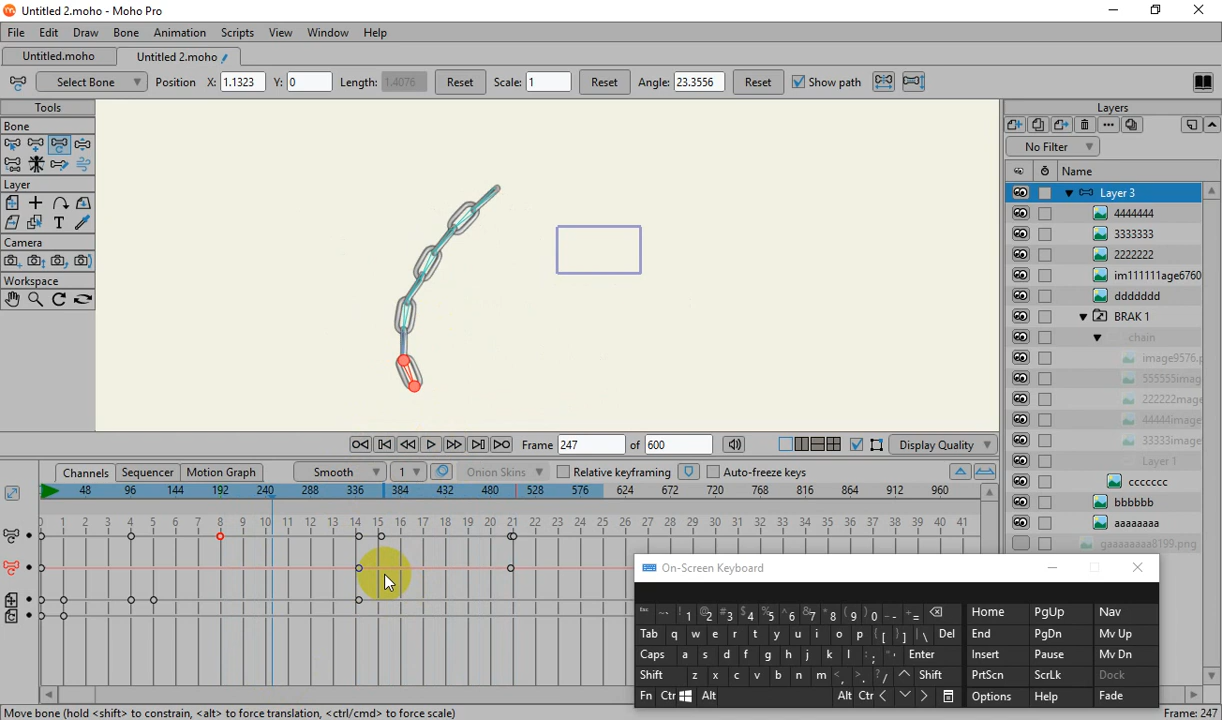 Untitled 2.moho - Moho Pro
File Edit Draw Bone Animation Scripts View Window Help
Untitled.moho Untitled 2.moho
Select Bone Position X: 1.1323 Y: 0 Length: 1.4076 Reset Scale: 1 Reset Angle: 23.3556 Reset Show path
Tools
Bone
Layer
T
Camera
Workspace
Layers
No Filter
Name
Layer 3
4444444
3333333
2222222
im111111age6760
ddddddd
BRAK 1
chain
image9576.p
555555imag
222222mage
44444image
33333image
Layer 1
ccccccc
bbbbbb
aaaaaaaa
gaaaaaaaa8199.png
Frame 247 of 600 Display Quality
Channels Sequencer Motion Graph Smooth 1 Onion Skins Relative keyframing Auto-freeze keys
48 96 144 192 240 288 336 384 432 480 528 576 624 672 720 768 816 864 912 960
0 1 2 3 4 5 6 7 8 9 10 11 12 13 14 15 16 17 18 19 20 21 22 23 24 25 26 27 28 29 30 31 32 33 34 35 36 37 38 39 40 41
On-Screen Keyboard
Esc ~` !1 @2 #3 $4 %5 ^6 &7 *8 (9 )0 _- += Home PgUp Nav
Tab q w e r t y u i o p {[ }] |\ Del End PgDn Mv Up
Caps a s d f g h j k l :; "' Enter Insert Pause Mv Dn
Shift z x c v b n m <, >. ?/ Shift PrtScn ScrLk Dock
Fn Ctr Alt Alt Ctr Options Help Fade
Move bone (hold <shift> to constrain, <alt> to force translation, <ctrl/cmd> to force scale) Frame: 247